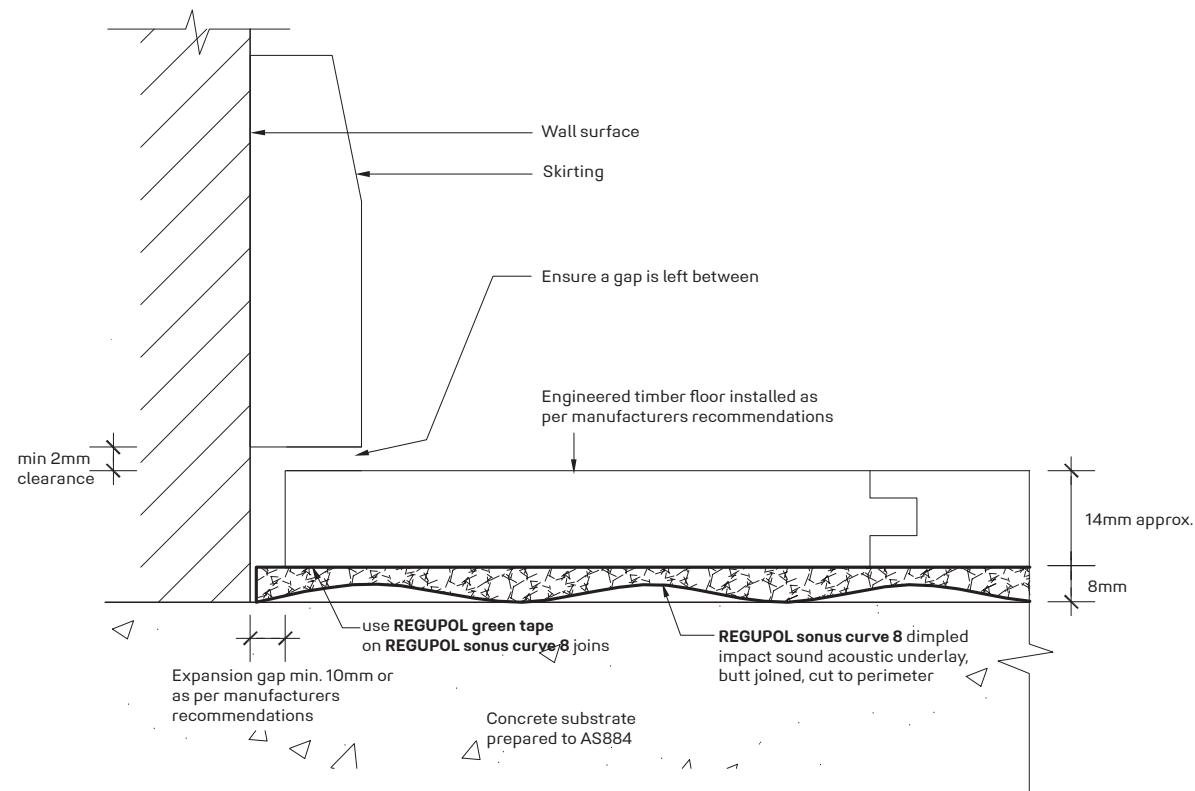 Wall surface
Skirting
Ensure a gap is left between
Engineered timber floor installed as
per manufacturers recommendations
min 2mm
clearance
14mm approx.
8mm
use REGUPOL green tape
on REGUPOL sonus curve 8 joins
REGUPOL sonus curve 8 dimpled
impact sound acoustic underlay,
butt joined, cut to perimeter
Expansion gap min. 10mm or
as per manufacturers
recommendations
Concrete substrate
prepared to AS884